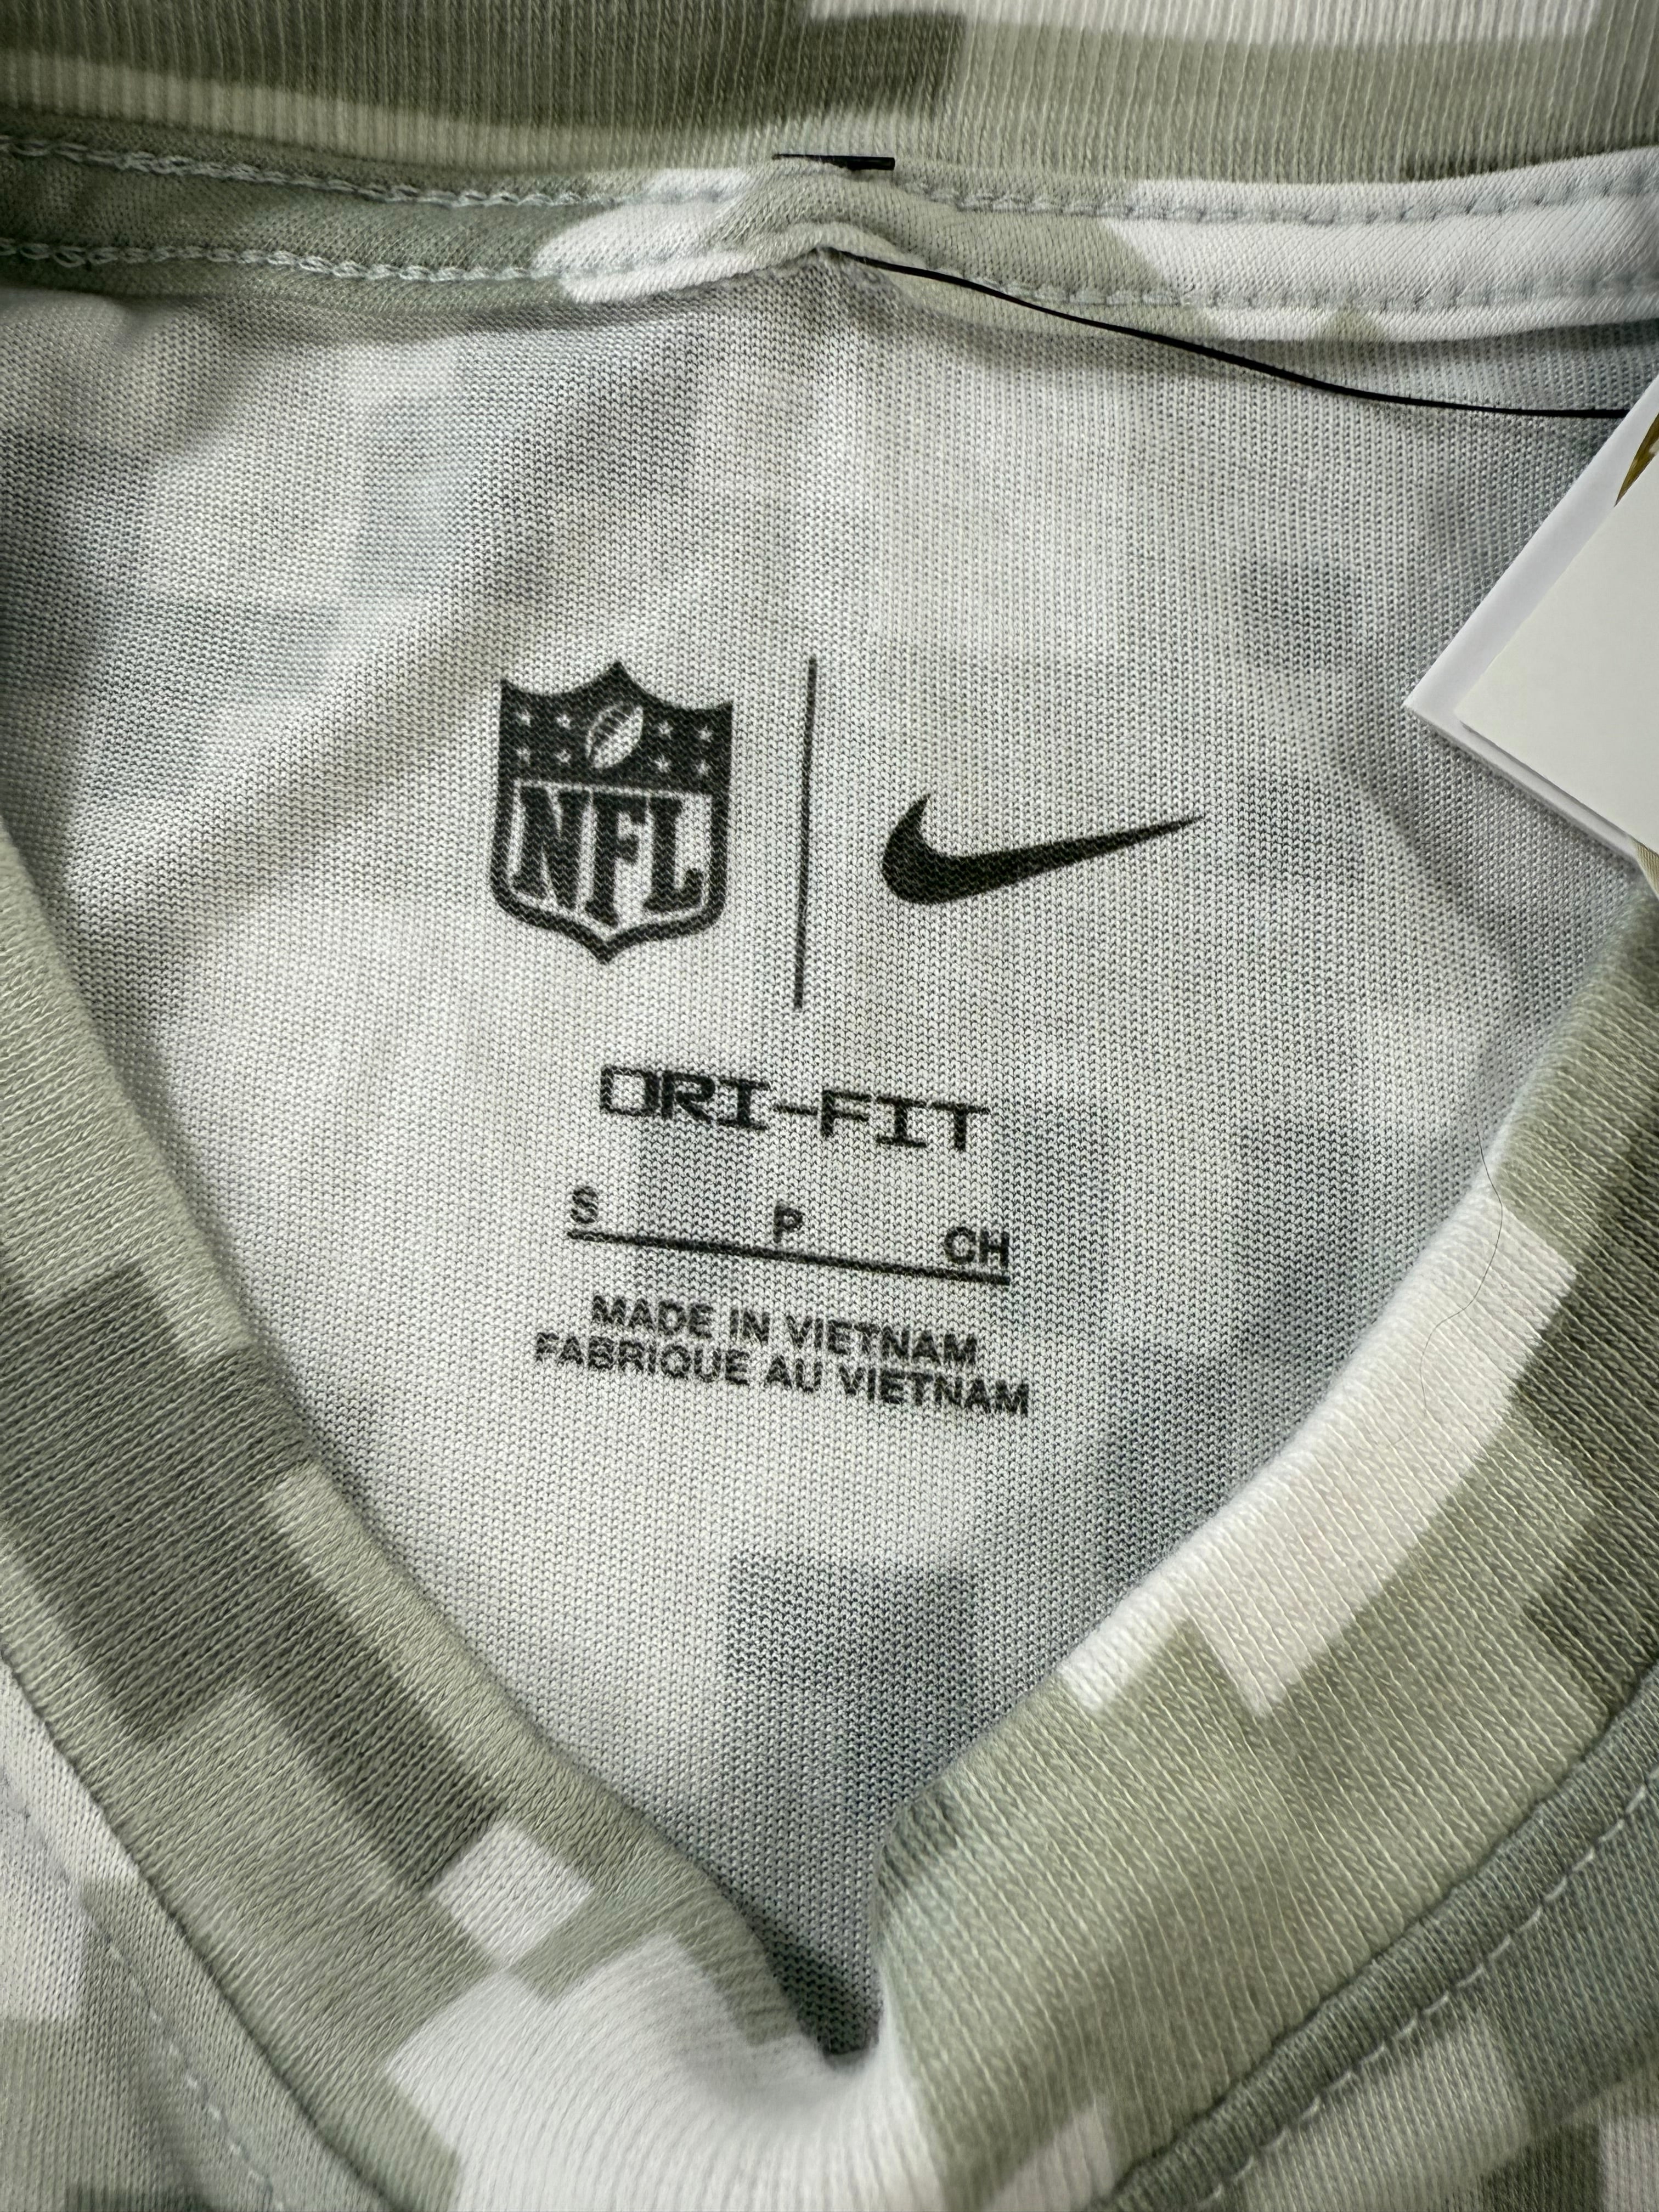 NFL
DRI-FIT
S P CH
MADE IN VIETNAM
FABRIQUE AU VIETNAM